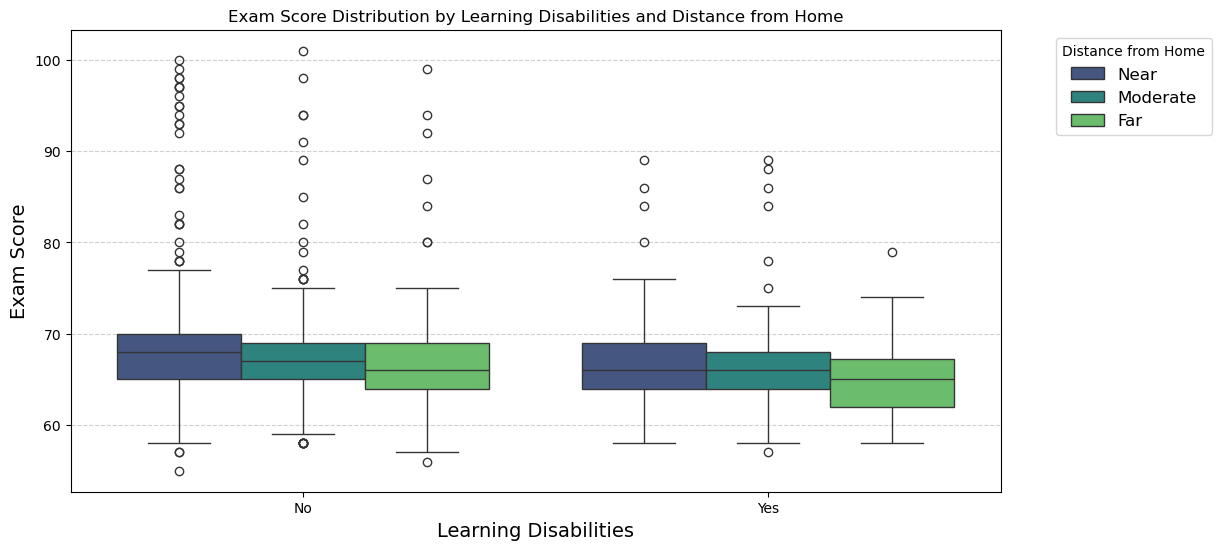 Exam Score Distribution by Learning Disabilities and Distance from Home
Distance from Home
Near
Moderate
Far
Exam Score
100
90
80
70
60
No
Yes
Learning Disabilities